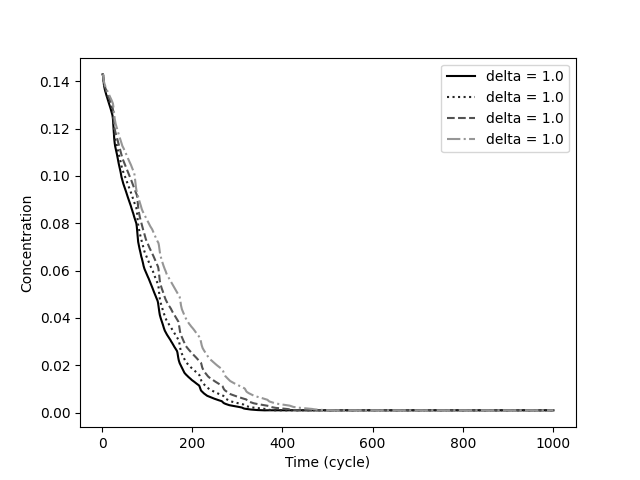 delta = 1.0
delta = 1.0
delta = 1.0
delta = 1.0
0.14
0.12
0.10
0.08
0.06
0.04
0.02
0.00
Concentration
0 200 400 600 800 1000
Time (cycle)